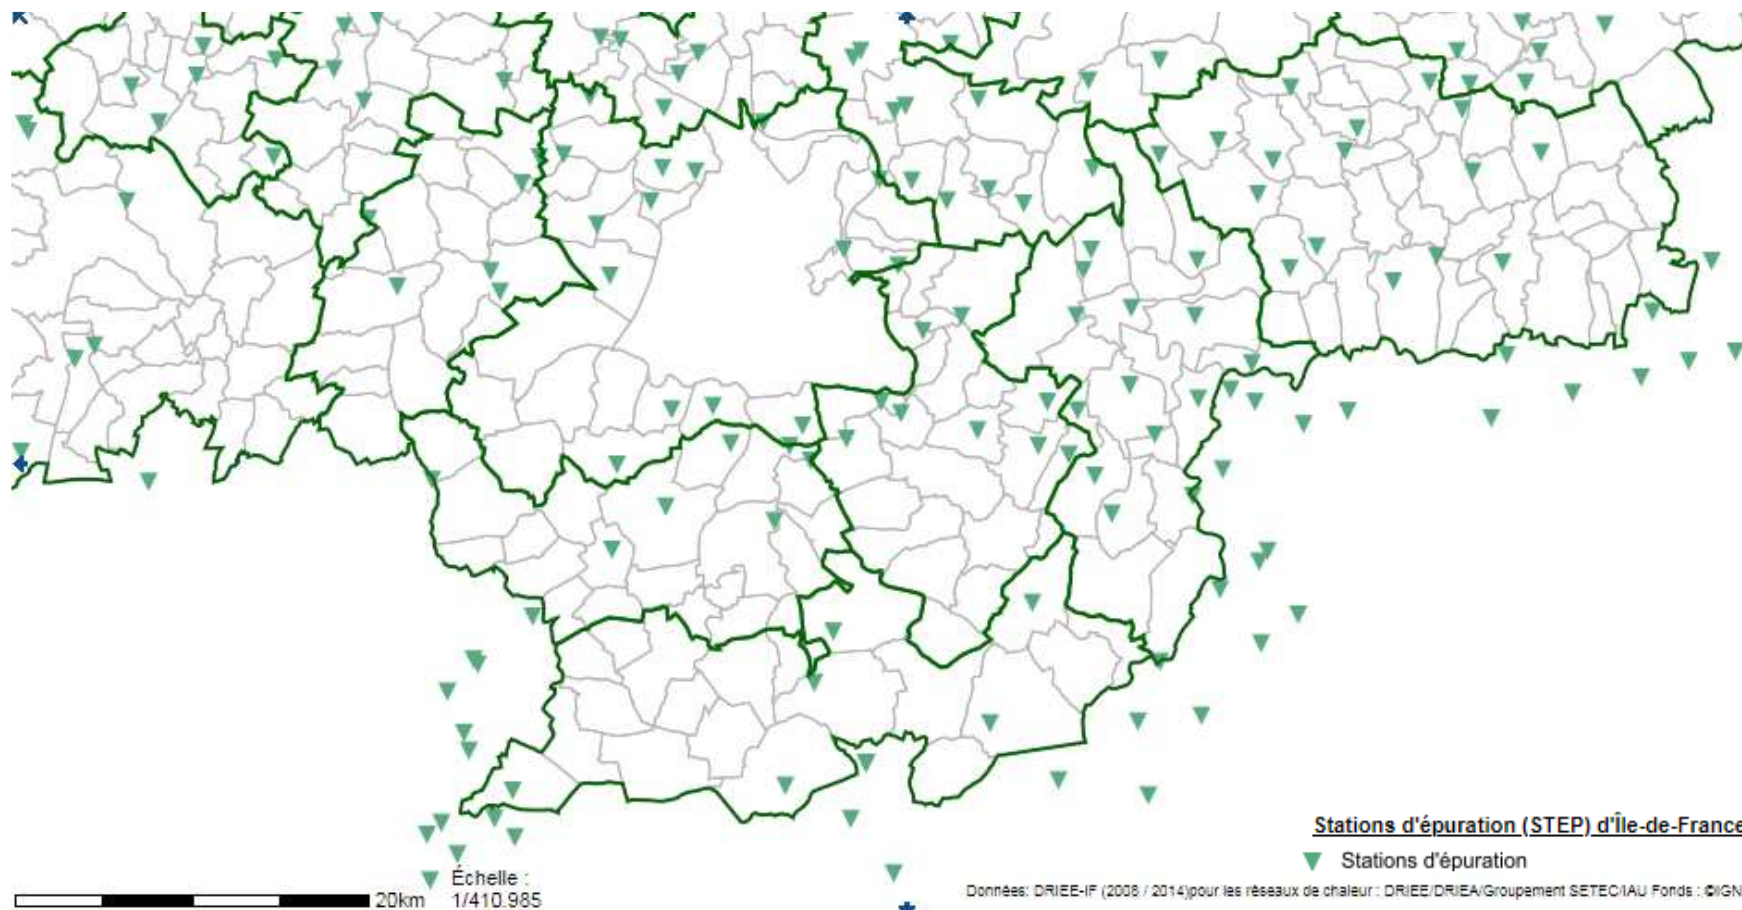 Stations d'épuration (STEP) d'Île-de-France
Stations d'épuration
Échelle :
20km 1/410.985
Données: DRIEE-IF (2008 / 2014)pour les réseaux de chaleur : DRIEE/DRIEA/Groupement SETEC/IAU Fonds : ©IGN